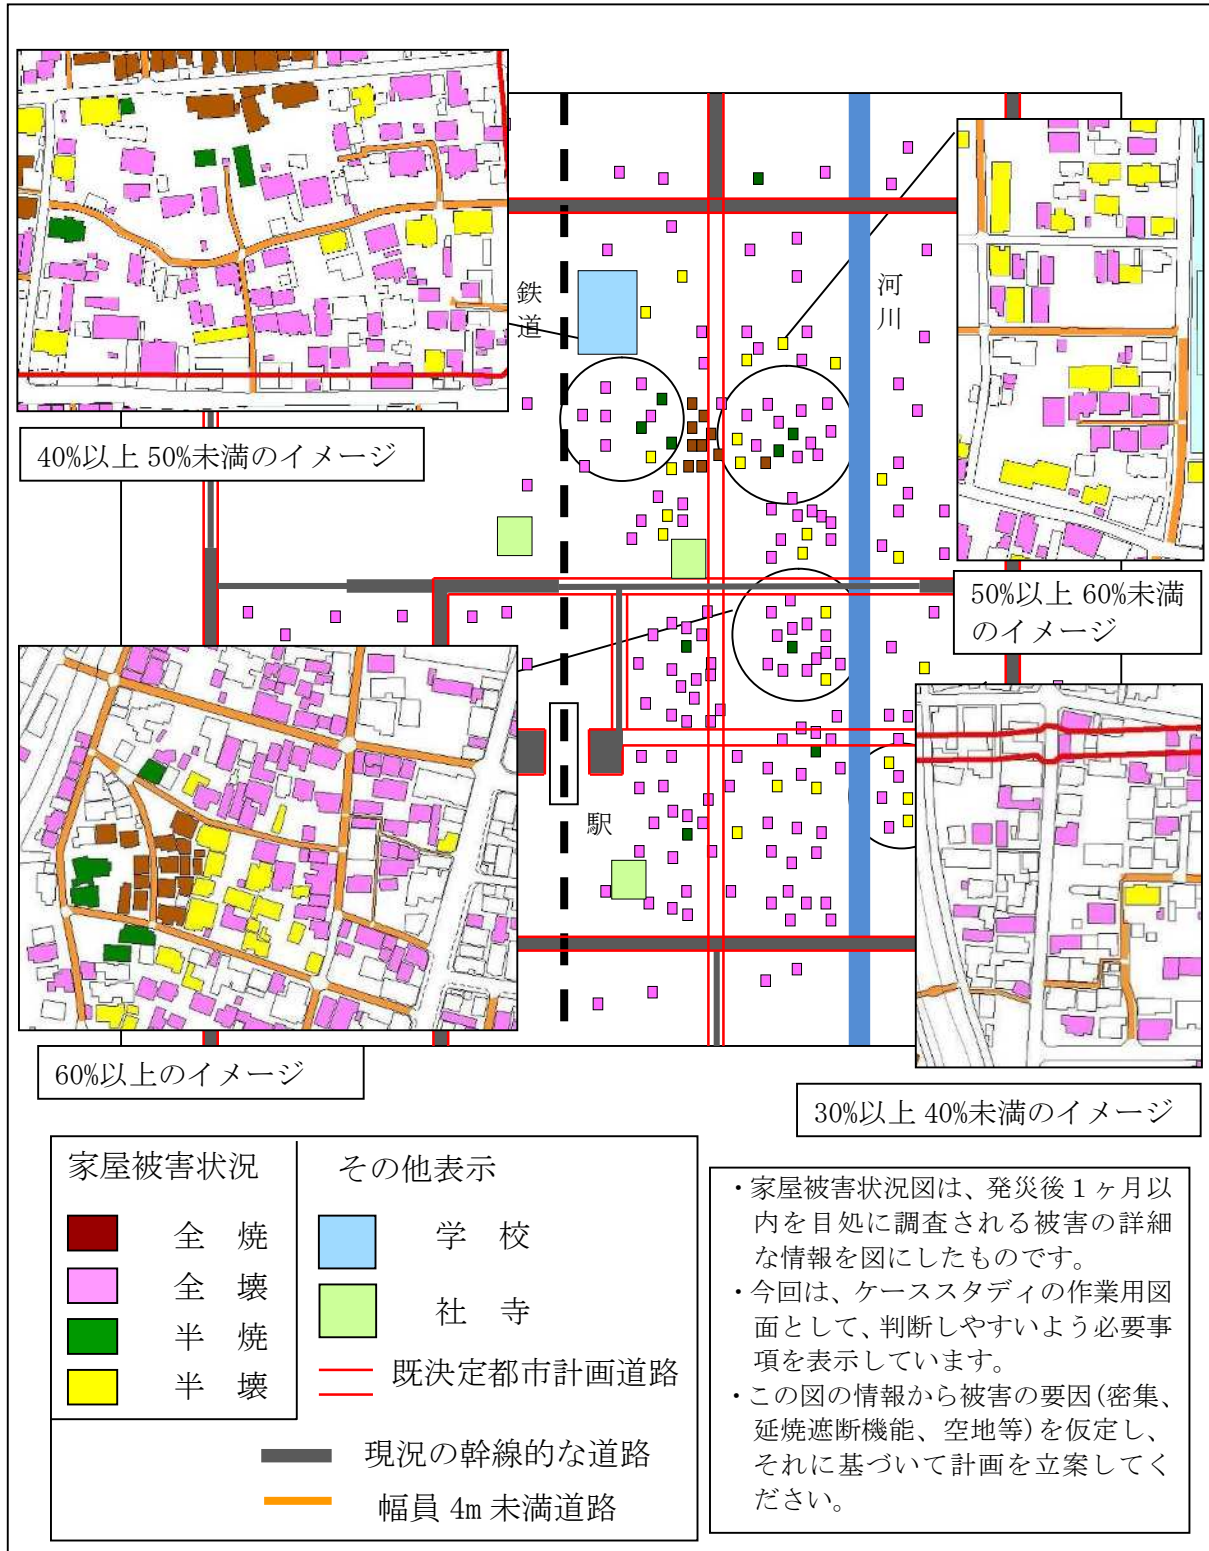 鉄道
河川
40%以上 50%未満のイメージ
50%以上 60%未満
のイメージ
駅
60%以上のイメージ
30%以上 40%未満のイメージ
家屋被害状況
全　焼
全　壊
半　焼
半　壊
その他表示
学　校
社　寺
既決定都市計画道路
現況の幹線的な道路
幅員 4m 未満道路
・家屋被害状況図は、発災後１ヶ月以
内を目処に調査される被害の詳細
な情報を図にしたものです。
・今回は、ケーススタディの作業用図
面として、判断しやすいよう必要事
項を表示しています。
・この図の情報から被害の要因(密集、
延焼遮断機能、空地等)を仮定し、
それに基づいて計画を立案してく
ださい。